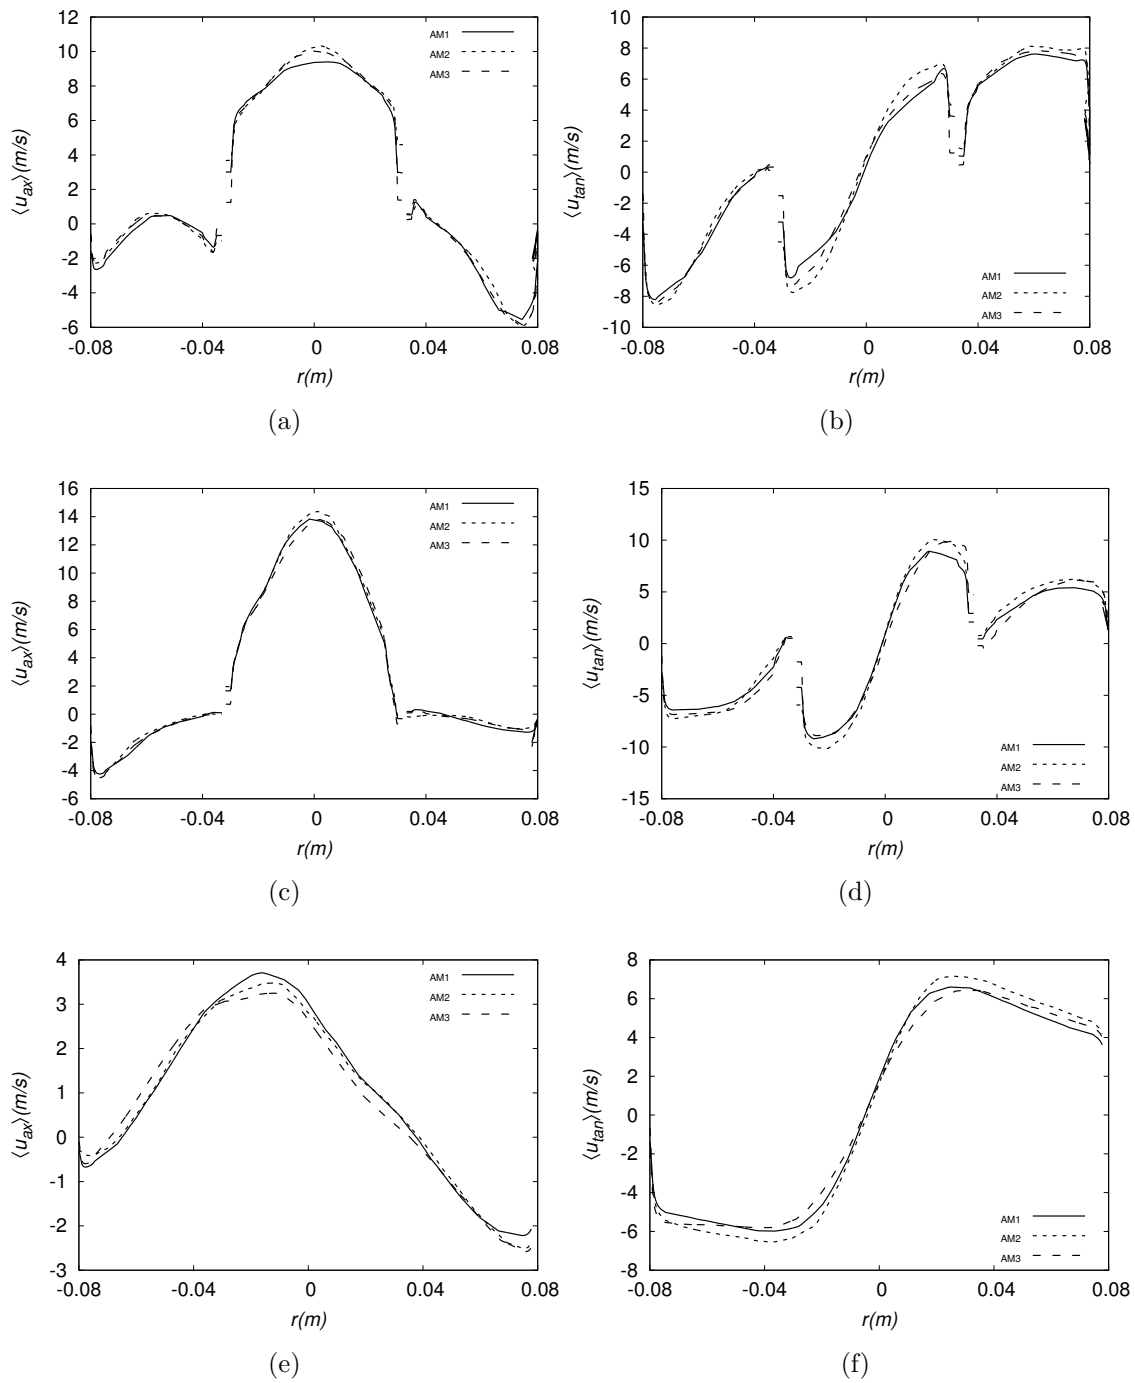 12
10
8
6
4
2
0
-2
-4
-6
-0.08 -0.04 0 0.04 0.08
⟨u_ax⟩(m/s)
r(m)
AM1
AM2
AM3
(a)
10
8
6
4
2
0
-2
-4
-6
-8
-10
-0.08 -0.04 0 0.04 0.08
⟨u_tan⟩(m/s)
r(m)
AM1
AM2
AM3
(b)
16
14
12
10
8
6
4
2
0
-2
-4
-6
-0.08 -0.04 0 0.04 0.08
⟨u_ax⟩(m/s)
r(m)
AM1
AM2
AM3
(c)
15
10
5
0
-5
-10
-15
-0.08 -0.04 0 0.04 0.08
⟨u_tan⟩(m/s)
r(m)
AM1
AM2
AM3
(d)
4
3
2
1
0
-1
-2
-3
-0.08 -0.04 0 0.04 0.08
⟨u_ax⟩(m/s)
r(m)
AM1
AM2
AM3
(e)
8
6
4
2
0
-2
-4
-6
-8
-0.08 -0.04 0 0.04 0.08
⟨u_tan⟩(m/s)
r(m)
AM1
AM2
AM3
(f)